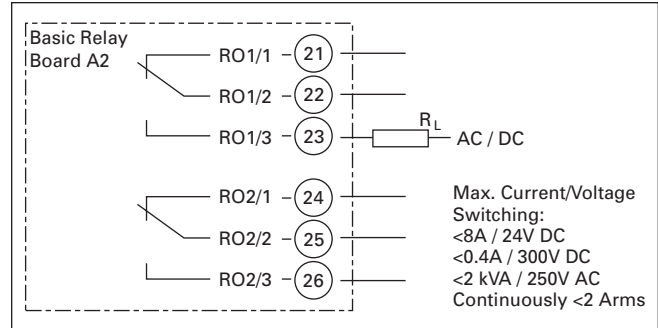 Basic Relay
Board A2
RO1/1 21
RO1/2 22
RO1/3 23
R L AC / DC
RO2/1 24
RO2/2 25
RO2/3 26
Max. Current/Voltage
Switching:
<8A / 24V DC
<0.4A / 300V DC
<2 kVA / 250V AC
Continuously <2 Arms